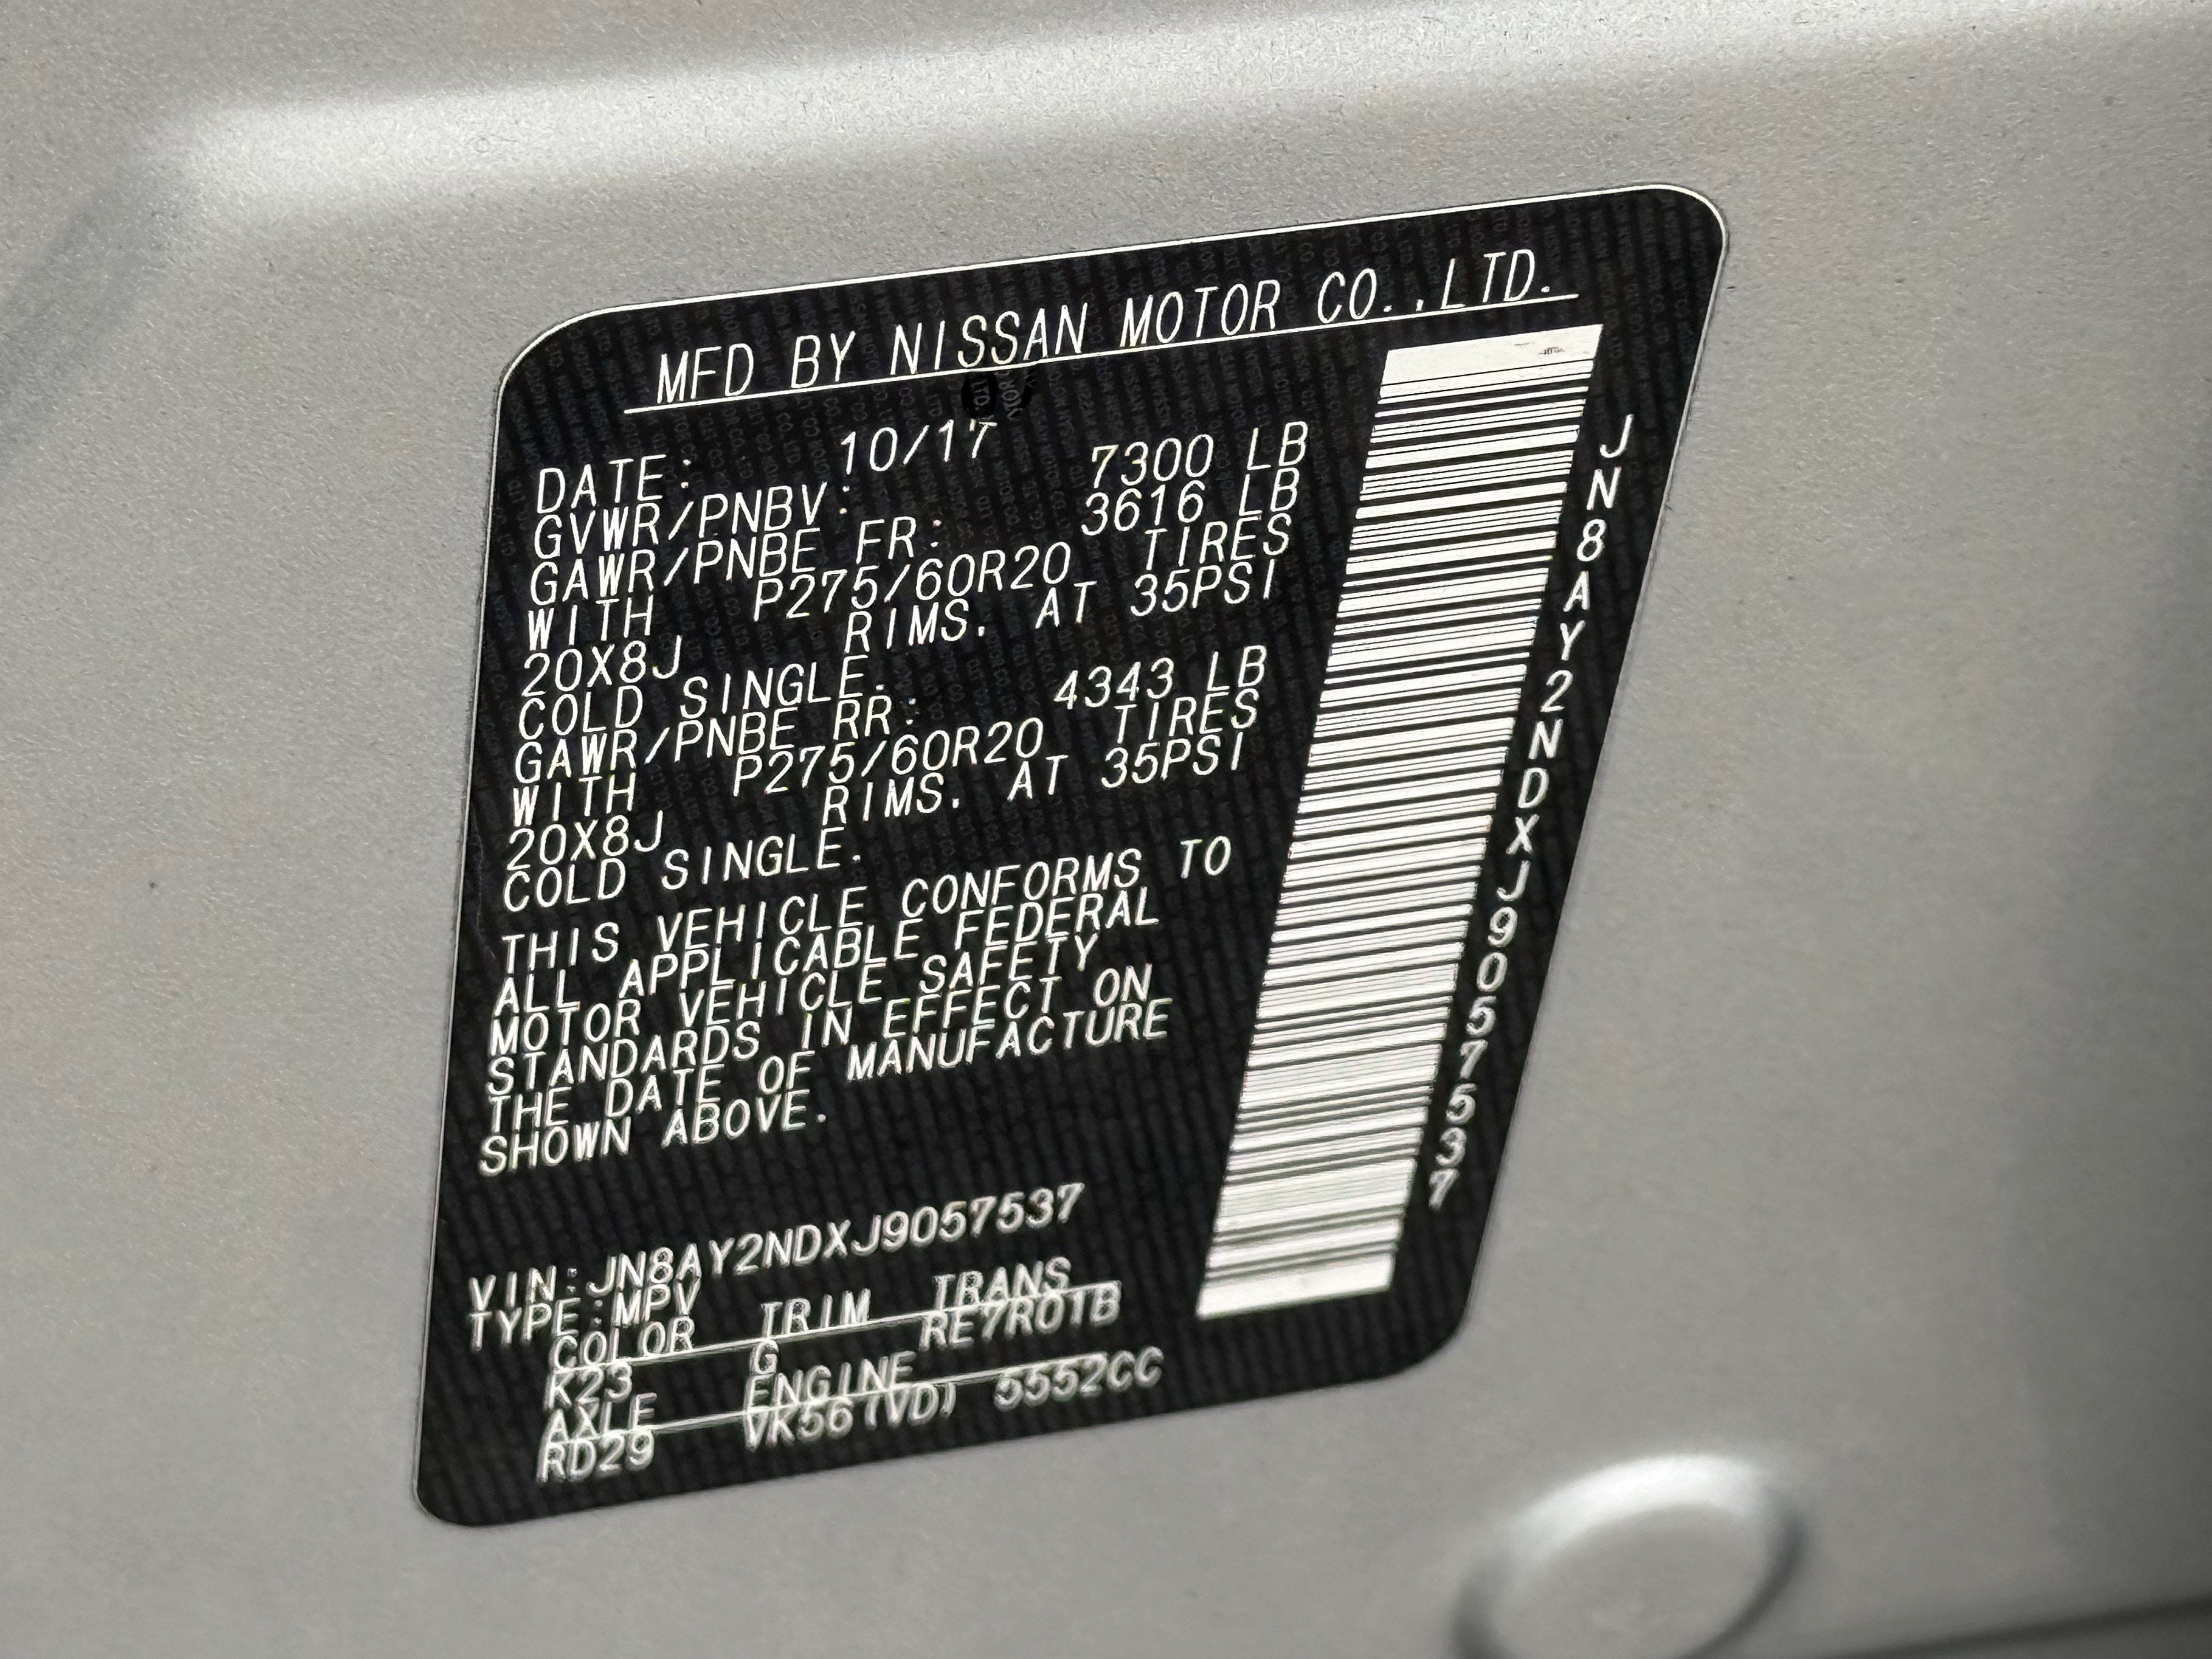 MFD BY NISSAN MOTOR CO.,LTD.
DATE: 10/17
GVWR/PNBV: 7300 LB
GAWR/PNBE FR: 3616 LB
WITH P275/60R20 TIRES
20X8J RIMS. AT 35PSI
COLD SINGLE.
GAWR/PNBE RR: 4343 LB
WITH P275/60R20 TIRES
20X8J RIMS. AT 35PSI
COLD SINGLE.
THIS VEHICLE CONFORMS TO
ALL APPLICABLE FEDERAL
MOTOR VEHICLE SAFETY
STANDARDS IN EFFECT ON
THE DATE OF MANUFACTURE
SHOWN ABOVE.
VIN:JN8AY2NDXJ9057537
TYPE:MPV
COLOR TRIM TRANS
K23 G RE7R01B
AXLE ENGINE
RD29 VK56(VD) 5552CC
JN8AY2NDXJ9057537